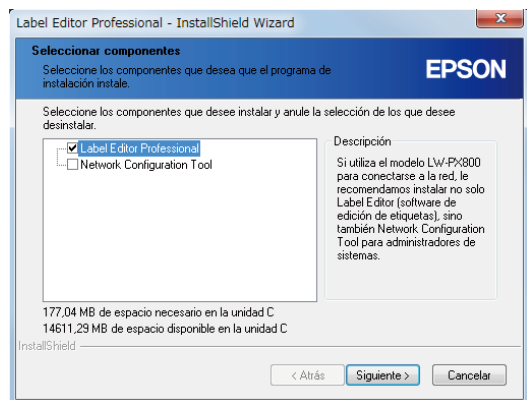 Label Editor Professional - InstallShield Wizard
Seleccionar componentes
Seleccione los componentes que desea que el programa de
instalación instale.
EPSON
Seleccione los componentes que desee instalar y anule la selección de los que desee
desinstalar.
Label Editor Professional
Network Configuration Tool
Descripción
Si utiliza el modelo LW-PX800
para conectarse a la red, le
recomendamos instalar no solo
Label Editor (software de
edición de etiquetas), sino
también Network Configuration
Tool para administradores de
sistemas.
177,04 MB de espacio necesario en la unidad C
14611,29 MB de espacio disponible en la unidad C
InstallShield
< Atrás
Siguiente >
Cancelar